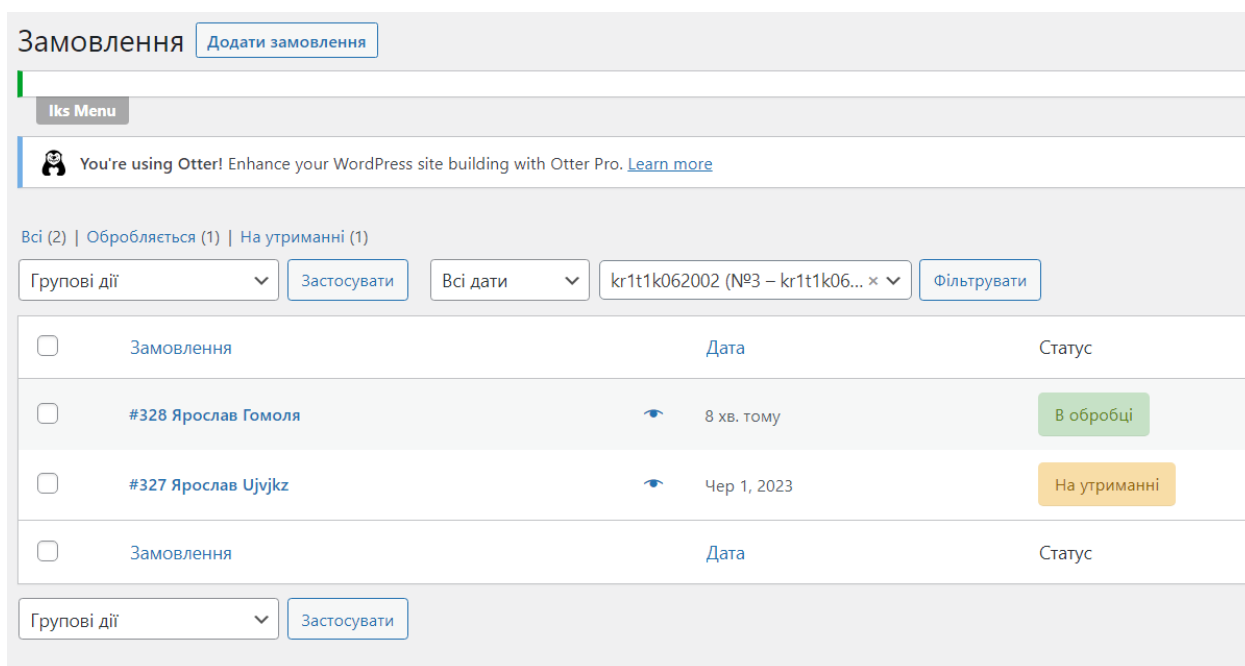 Замовлення Додати замовлення
Iks Menu
You're using Otter! Enhance your WordPress site building with Otter Pro. Learn more
Всі (2) | Обробляється (1) | На утриманні (1)
Групові дії Застосувати Всі дати kr1t1k062002 (№3 – kr1t1k06... × Фільтрувати
Замовлення Дата Статус
#328 Ярослав Гомоля 8 хв. тому В обробці
#327 Ярослав Ujvjkz Чер 1, 2023 На утриманні
Замовлення Дата Статус
Групові дії Застосувати